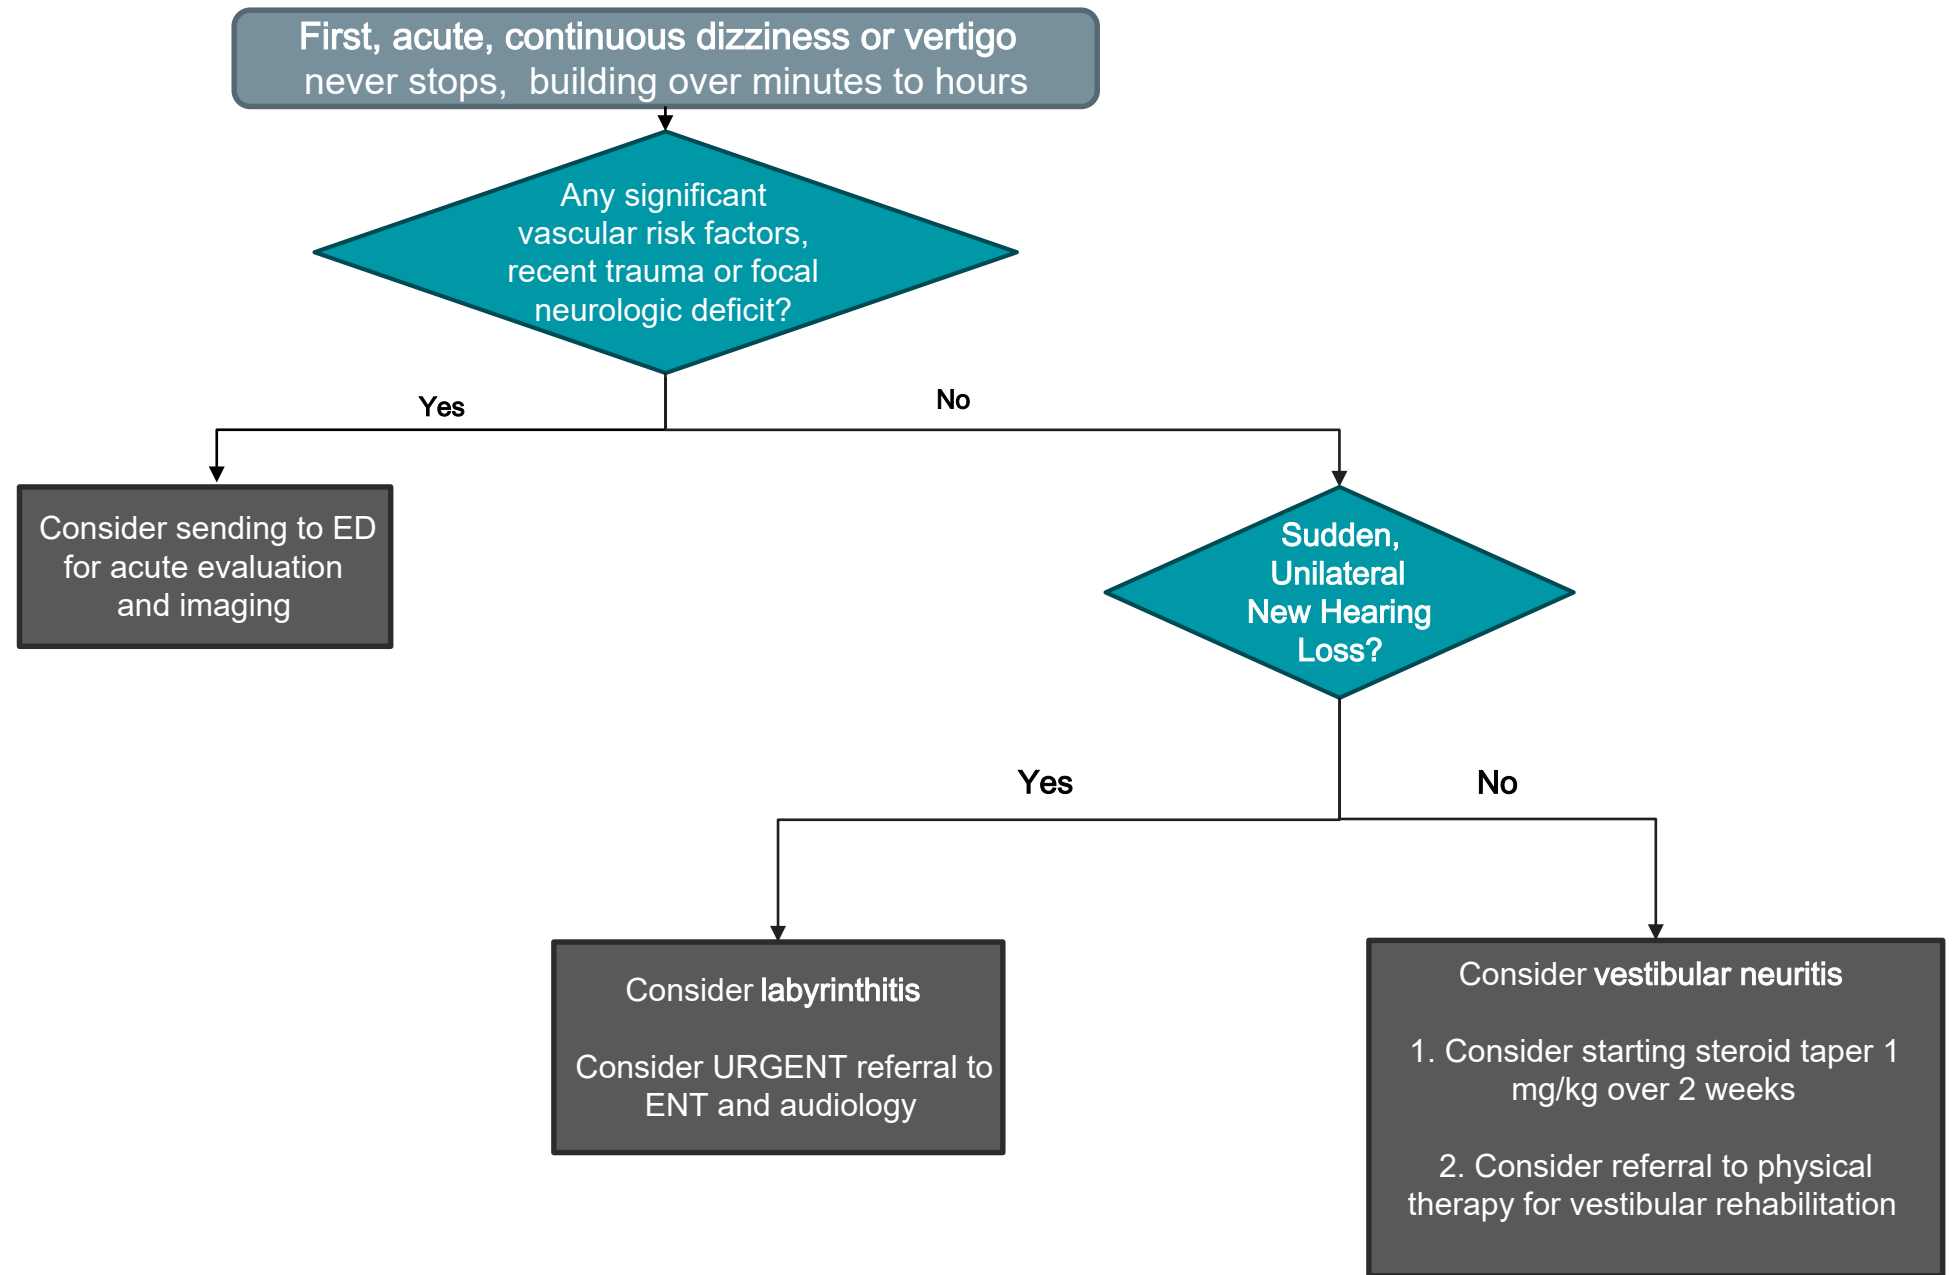 First, acute, continuous dizziness or vertigo
never stops, building over minutes to hours
Any significant
vascular risk factors,
recent trauma or focal
neurologic deficit?
Yes
No
Consider sending to ED
for acute evaluation
and imaging
Sudden,
Unilateral
New Hearing
Loss?
Yes
No
Consider labyrinthitis
Consider URGENT referral to
ENT and audiology
Consider vestibular neuritis
1. Consider starting steroid taper 1
mg/kg over 2 weeks
2. Consider referral to physical
therapy for vestibular rehabilitation